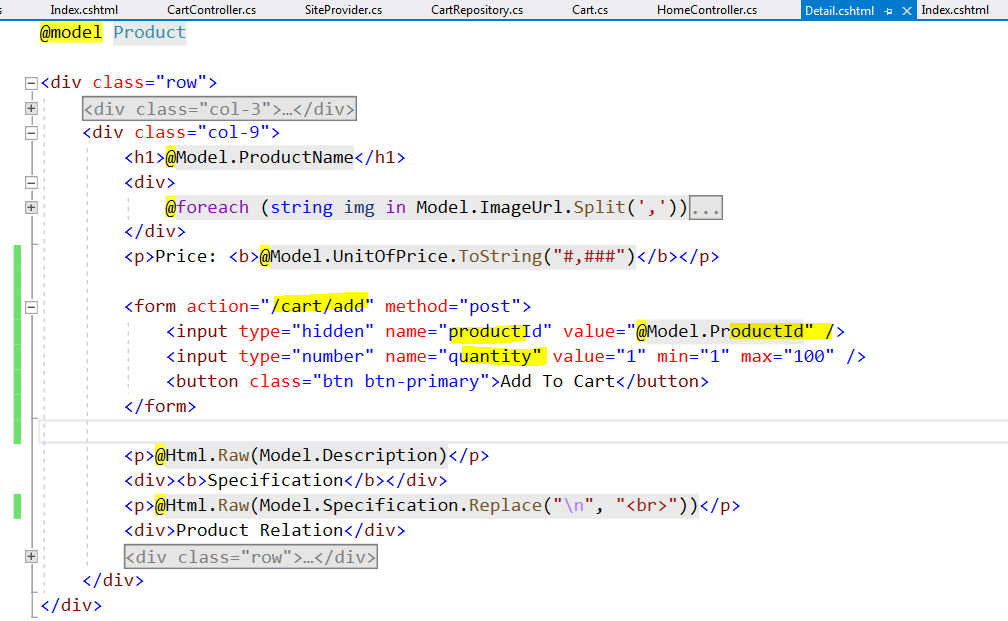 s Index.cshtml CartController.cs SiteProvider.cs CartRepository.cs Cart.cs HomeController.cs Detail.cshtml Index.cshtml
@model Product
<div class="row">
<div class="col-3">…</div>
<div class="col-9">
<h1>@Model.ProductName</h1>
<div>
@foreach (string img in Model.ImageUrl.Split(','))...
</div>
<p>Price: <b>@Model.UnitOfPrice.ToString("#,###")</b></p>
<form action="/cart/add" method="post">
<input type="hidden" name="productId" value="@Model.ProductId" />
<input type="number" name="quantity" value="1" min="1" max="100" />
<button class="btn btn-primary">Add To Cart</button>
</form>
<p>@Html.Raw(Model.Description)</p>
<div><b>Specification</b></div>
<p>@Html.Raw(Model.Specification.Replace("\n", "<br>"))</p>
<div>Product Relation</div>
<div class="row">…</div>
</div>
</div>